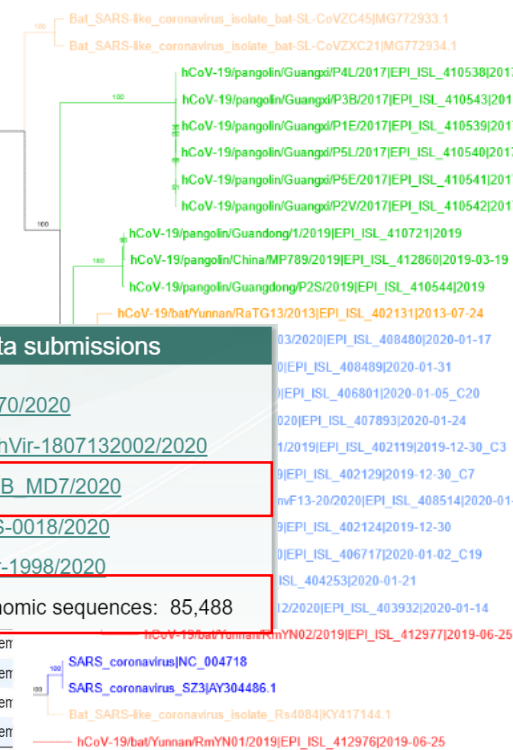 100
Bat_SARS-like_coronavirus_isolate_bat-SL-CoVZC45|MG772933.1
Bat_SARS-like_coronavirus_isolate_bat-SL-CoVZXC21|MG772934.1
hCoV-19/pangolin/Guangxi/P4L/2017|EPI_ISL_410538|2017
100
hCoV-19/pangolin/Guangxi/P3B/2017|EPI_ISL_410543|201
hCoV-19/pangolin/Guangxi/P1E/2017|EPI_ISL_410539|201
hCoV-19/pangolin/Guangxi/P5L/2017|EPI_ISL_410540|2017
hCoV-19/pangolin/Guangxi/P5E/2017|EPI_ISL_410541|201
hCoV-19/pangolin/Guangxi/P2V/2017|EPI_ISL_410542|201
100
hCoV-19/pangolin/Guandong/1/2019|EPI_ISL_410721|2019
100
hCoV-19/pangolin/China/MP789/2019|EPI_ISL_412860|2019-03-19
hCoV-19/pangolin/Guangdong/P2S/2019|EPI_ISL_410544|2019
hCoV-19/bat/Yunnan/RaTG13/2013|EPI_ISL_402131|2013-07-24
ta submissions
03/2020|EPI_ISL_408480|2020-01-17
0|EPI_ISL_408489|2020-01-31
70/2020
|EPI_ISL_406801|2020-01-05_C20
020|EPI_ISL_407893|2020-01-24
hVir-1807132002/2020
1/2019|EPI_ISL_402119|2019-12-30_C3
9|EPI_ISL_402129|2019-12-30_C7
B_MD7/2020
nvF13-20/2020|EPI_ISL_408514|2020-01-
S-0018/2020
9|EPI_ISL_402124|2019-12-30
0|EPI_ISL_406717|2020-01-02_C19
-1998/2020
ISL_404253|2020-01-21
nomic sequences: 85,488
12/2020|EPI_ISL_403932|2020-01-14
hCoV-19/bat/Yunnan/RmYN02/2019|EPI_ISL_412977|2019-06-25
100
SARS_coronavirus|NC_004718
SARS_coronavirus_SZ3|AY304486.1
100
Bat_SARS-like_coronavirus_isolate_Rs4084|KY417144.1
hCoV-19/bat/Yunnan/RmYN01/2019|EPI_ISL_412976|2019-06-25